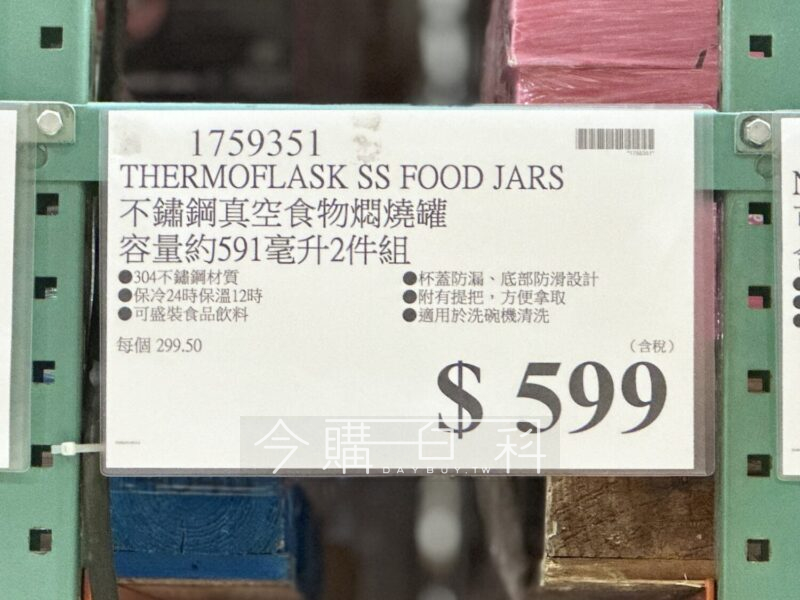 1759351
THERMOFLASK SS FOOD JARS
不鏽鋼真空食物燜燒罐
容量約591毫升2件組
●304不鏽鋼材質
●保冷24時保溫12時
●可盛裝食品飲料
●杯蓋防漏、底部防滑設計
●附有提把，方便拿取
●適用於洗碗機清洗
每個 299.50
（含稅）
$ 599
今購百科
DAYBUY.TW